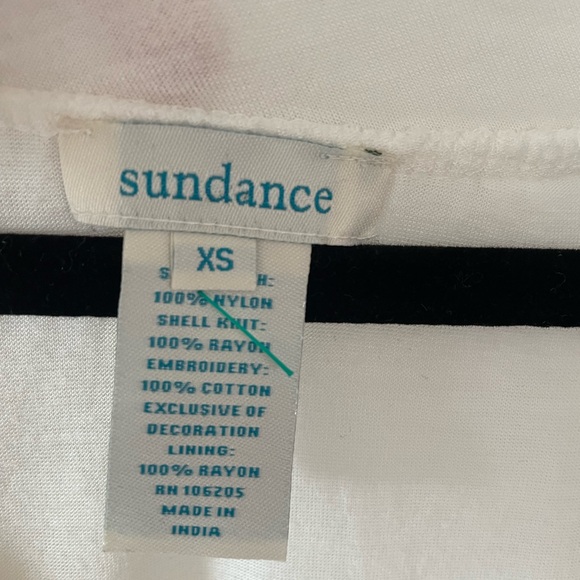 sundance
XS
S H:
100% NYLON
SHELL KNIT:
100% RAYON
EMBROIDERY:
100% COTTON
EXCLUSIVE OF
DECORATION
LINING:
100% RAYON
RN 106205
MADE IN
INDIA